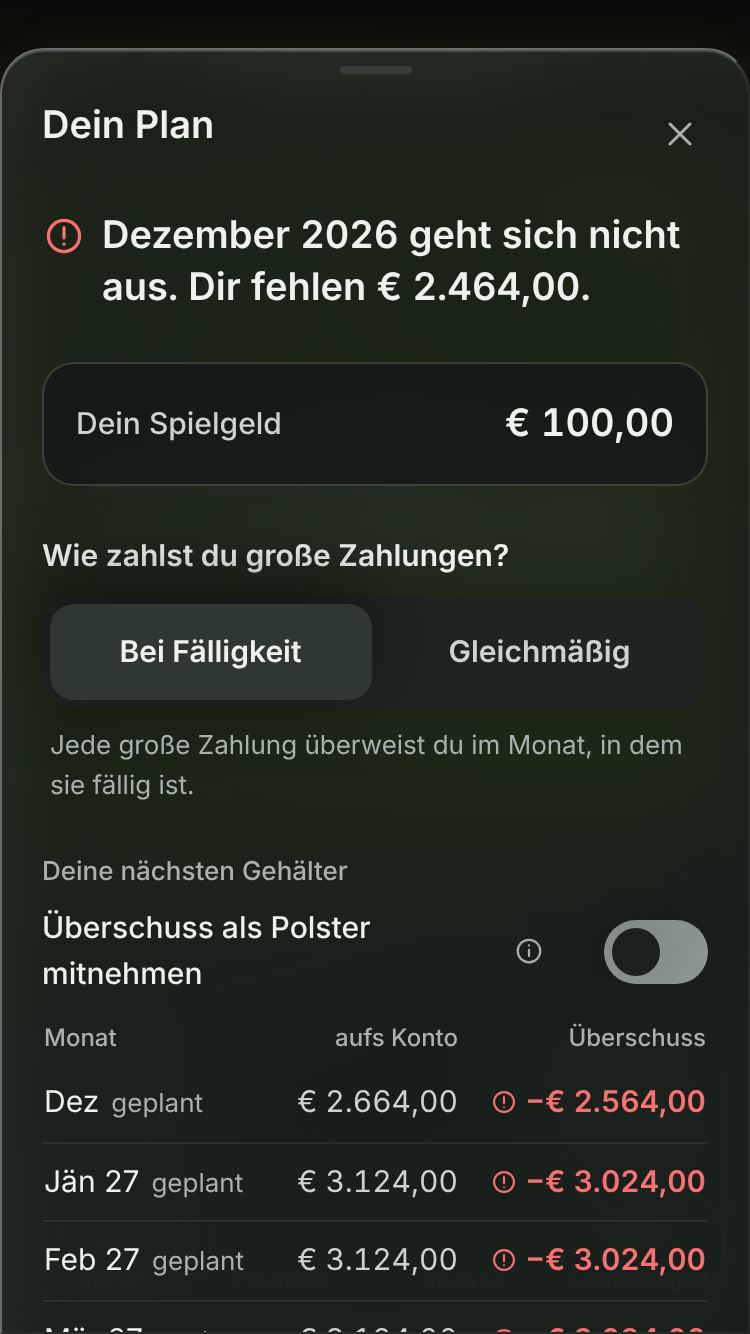 Dein Plan
Dezember 2026 geht sich nicht
aus. Dir fehlen € 2.464,00.
Dein Spielgeld € 100,00
Wie zahlst du große Zahlungen?
Bei Fälligkeit Gleichmäßig
Jede große Zahlung überweist du im Monat, in dem
sie fällig ist.
Deine nächsten Gehälter
Überschuss als Polster
mitnehmen
Monat aufs Konto Überschuss
Dez geplant € 2.664,00 −€ 2.564,00
Jän 27 geplant € 3.124,00 −€ 3.024,00
Feb 27 geplant € 3.124,00 −€ 3.024,00